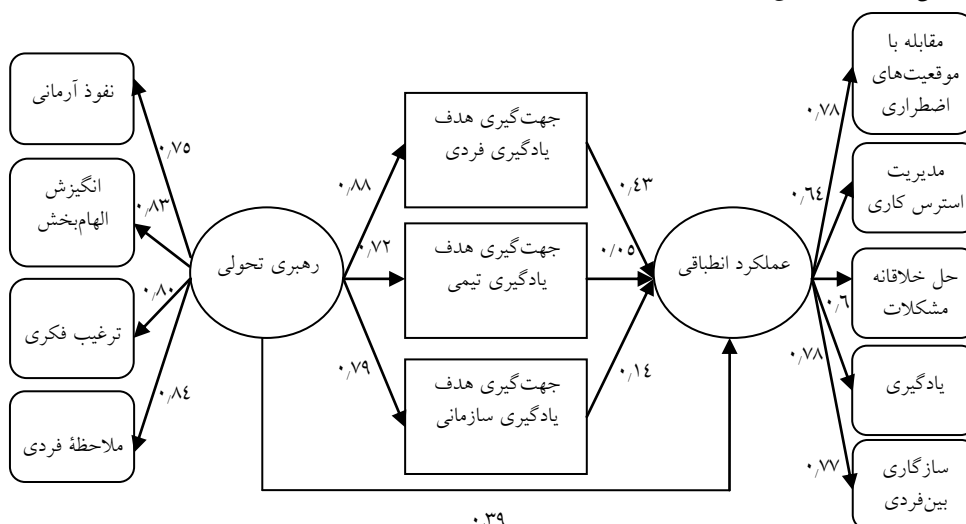 مقابله با
موقعیت‌های
اضطراری
نفوذ آرمانی
۰٫۷۵
انگیزش
الهام‌بخش
۰٫۸۳
ترغیب فکری
۰٫۸۰
ملاحظهٔ فردی
۰٫۸۴
رهبری تحولی
۰٫۸۸
۰٫۷۲
۰٫۷۹
جهت‌گیری هدف
یادگیری فردی
جهت‌گیری هدف
یادگیری تیمی
جهت‌گیری هدف
یادگیری سازمانی
۰٫۴۳
۰٫۰۵
۰٫۱٤
عملکرد انطباقی
۰٫۷۸
۰٫٦٤
۰٫٦
۰٫۷۸
۰٫۷۷
مدیریت
استرس کاری
حل خلاقانه
مشکلات
یادگیری
سازگاری
بین‌فردی
۰٫۳۹